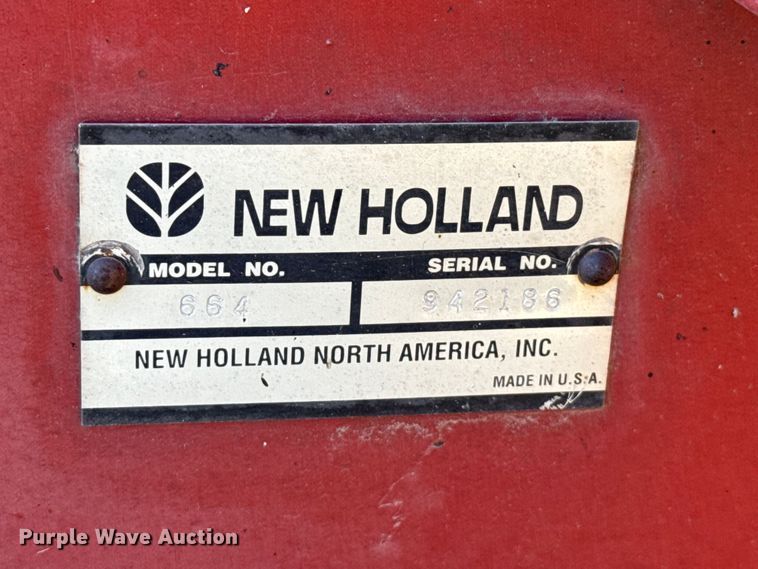 NEW HOLLAND
MODEL NO. SERIAL NO.
664 942186
NEW HOLLAND NORTH AMERICA, INC.
MADE IN U.S.A.
Purple Wave Auction®